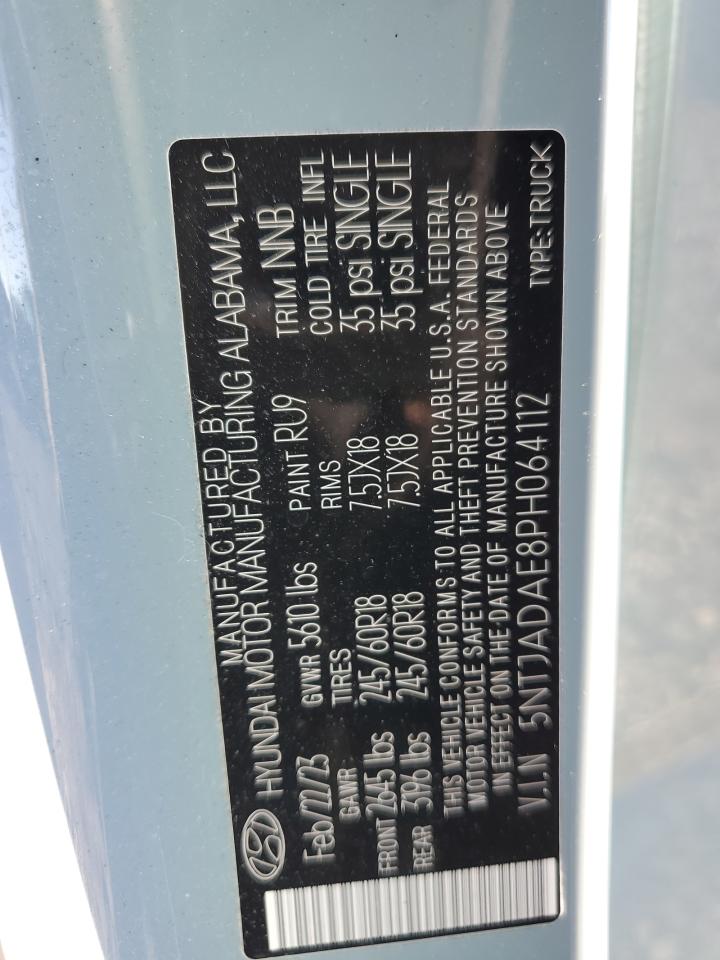 MANUFACTURED BY
HYUNDAI MOTOR MANUFACTURING ALABAMA, LLC
Feb/22/23 GVWR 5610 lbs PAINT RU9 TRIM NNB
GAWR TIRES RIMS COLD TIRE INFL
FRONT 2645 lbs 245/60R18 7.5JX18 35 psi SINGLE
REAR 3196 lbs 245/60R18 7.5JX18 35 psi SINGLE
THIS VEHICLE CONFORMS TO ALL APPLICABLE U.S.A. FEDERAL
MOTOR VEHICLE SAFETY AND THEFT PREVENTION STANDARDS
IN EFFECT ON THE DATE OF MANUFACTURE SHOWN ABOVE
V.I.N 5NTJADAE8PH064112 TYPE:TRUCK